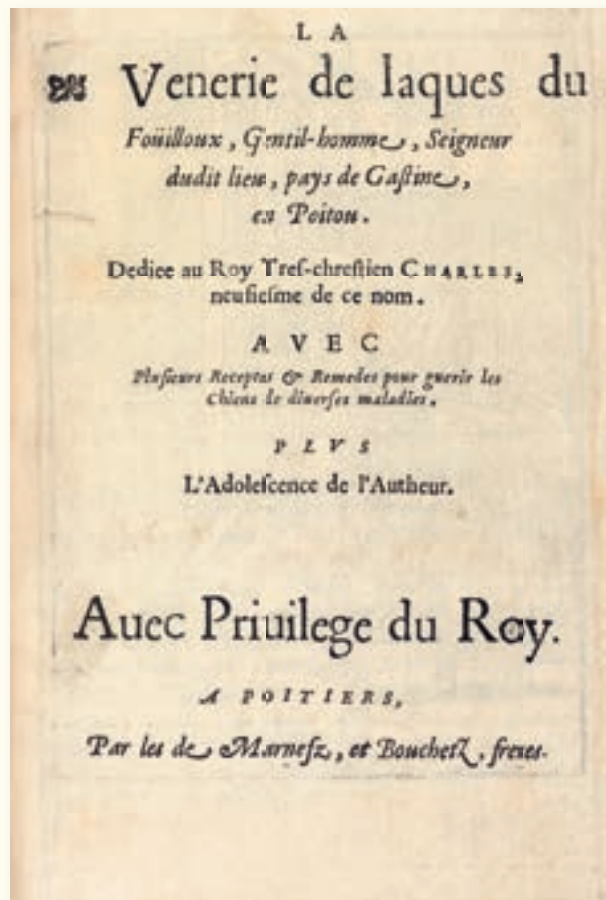 LA
Venerie de Iaques du
Foüilloux, Gentil-homme, Seigneur
dudit lieu, pays de Gaſtine,
en Poitou.
Dediee au Roy Treſ-chreſtien CHARLES,
neufieſme de ce nom.
AVEC
Pluſieurs Receptes & Remedes pour guerir les
Chiens de diuerſes maladies.
PLVS
L'Adoleſcence de l'Autheur.
Auec Priuilege du Roy.
A POITIERS,
Par les de Marnefz, et Bouchetz, freres.